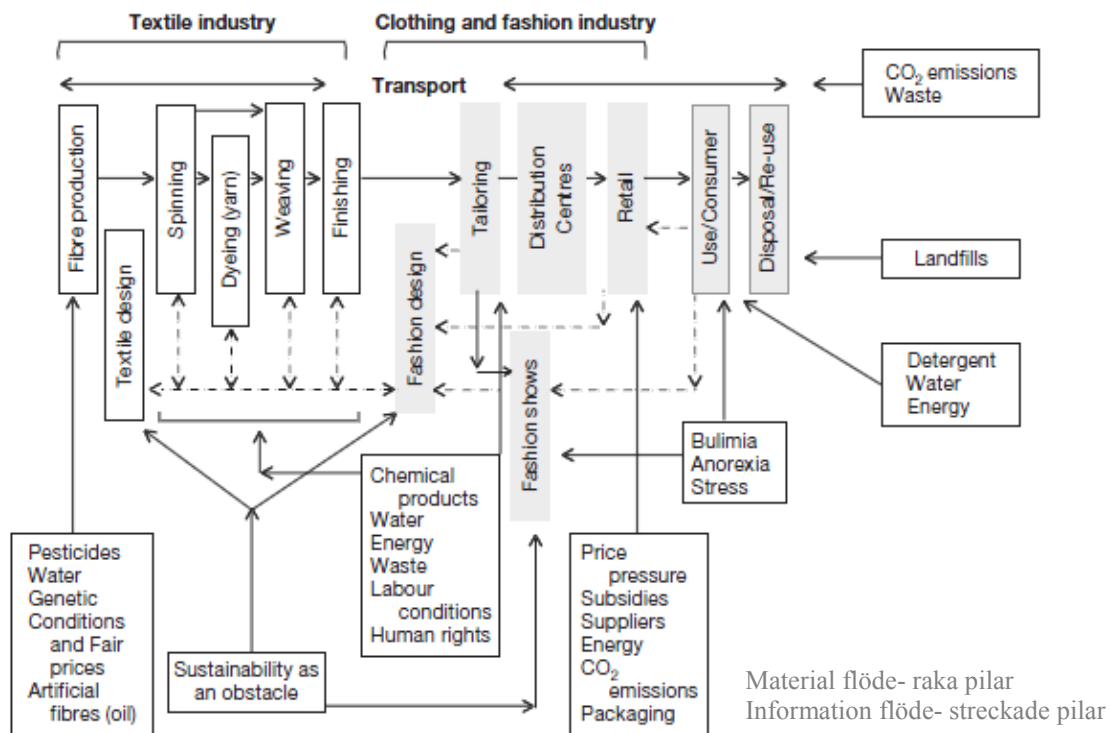 Textile industry
Clothing and fashion industry
Transport
CO₂ emissions
Waste
Fibre production
Textile design
Spinning
Dyeing (yarn)
Weaving
Finishing
Fashion design
Tailoring
Distribution
Centres
Fashion shows
Retail
Use/Consumer
Disposal/Re-use
Landfills
Detergent
Water
Energy
Bulimia
Anorexia
Stress
Chemical
products
Water
Energy
Waste
Labour
conditions
Human rights
Pesticides
Water
Genetic
Conditions
and Fair
prices
Artificial
fibres (oil)
Sustainability as
an obstacle
Price
pressure
Subsidies
Suppliers
Energy
CO₂
emissions
Packaging
Material flöde- raka pilar
Information flöde- streckade pilar